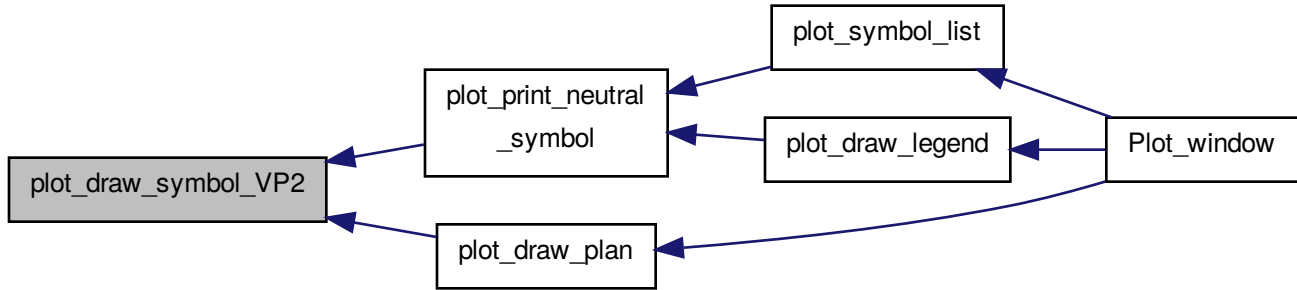 plot_draw_symbol_VP2
plot_print_neutral
_symbol
plot_draw_plan
plot_symbol_list
plot_draw_legend
Plot_window